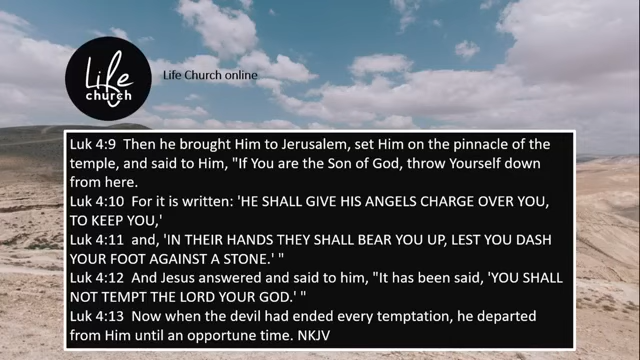 Life
church
Life Church online
Luk 4:9  Then he brought Him to Jerusalem, set Him on the pinnacle of the
temple, and said to Him, "If You are the Son of God, throw Yourself down
from here.
Luk 4:10  For it is written: 'HE SHALL GIVE HIS ANGELS CHARGE OVER YOU,
TO KEEP YOU,'
Luk 4:11  and, 'IN THEIR HANDS THEY SHALL BEAR YOU UP, LEST YOU DASH
YOUR FOOT AGAINST A STONE.' "
Luk 4:12  And Jesus answered and said to him, "It has been said, 'YOU SHALL
NOT TEMPT THE LORD YOUR GOD.' "
Luk 4:13  Now when the devil had ended every temptation, he departed
from Him until an opportune time. NKJV